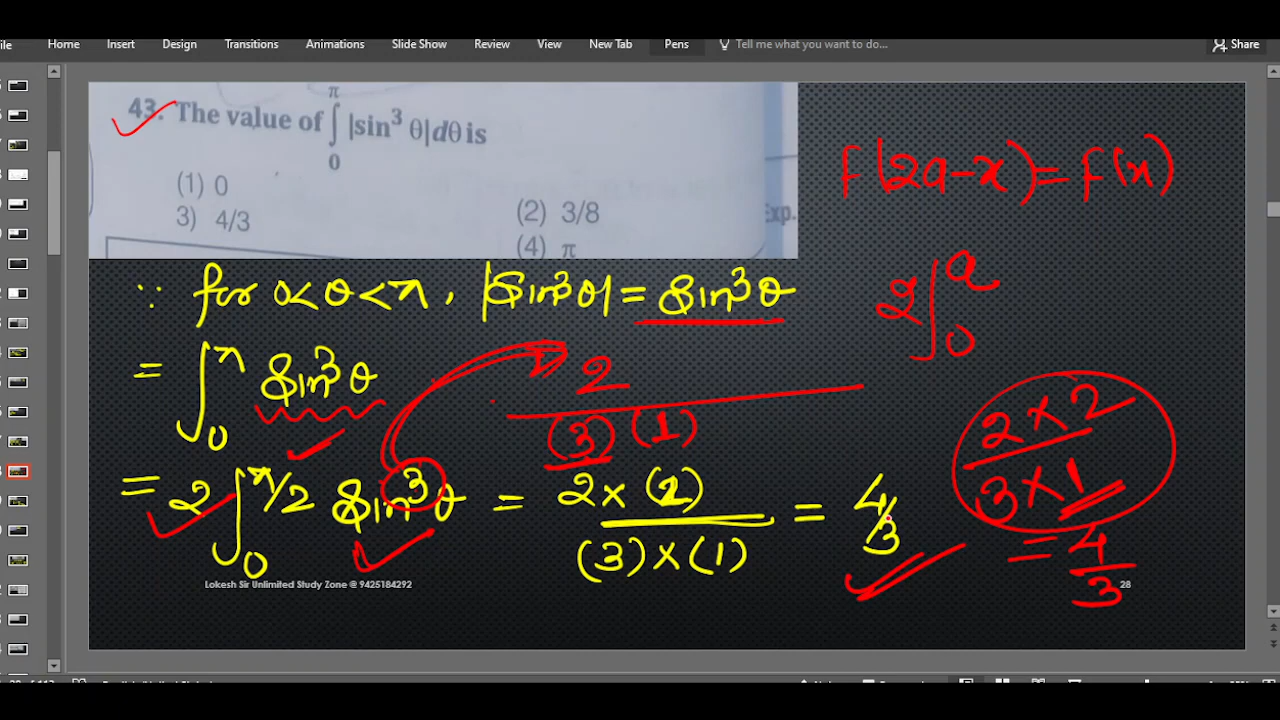 File Home Insert Design Transitions Animations Slide Show Review View New Tab Pens Tell me what you want to do... Share
43. The value of ∫₀^π |sin³ θ|dθ is
(1) 0
(2) 3/8
3) 4/3
(4) π
Exp.
F(2a-x) = F(x)
∵ for 0<θ<π, |Sin³θ| = Sin³θ
2∫₀^a
= ∫₀^π Sin³θ
2/(3)(1)
= 2∫₀^π/2 Sin³θ = 2×(2)/(3)×(1) = 4/3
2×2/3×1
= 4/3
Lokesh Sir Unlimited Study Zone @ 9425184292
28